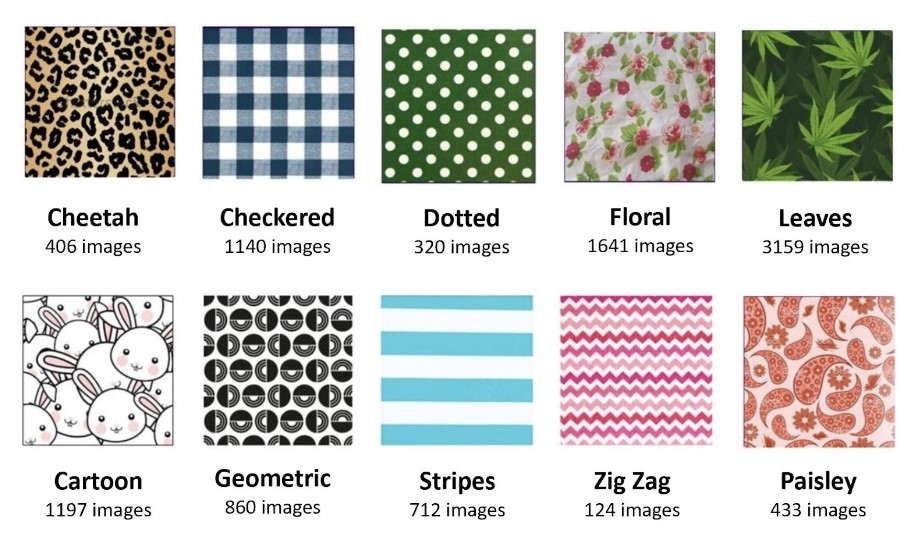 Cheetah
406 images
Checkered
1140 images
Dotted
320 images
Floral
1641 images
Leaves
3159 images
Cartoon
1197 images
Geometric
860 images
Stripes
712 images
Zig Zag
124 images
Paisley
433 images